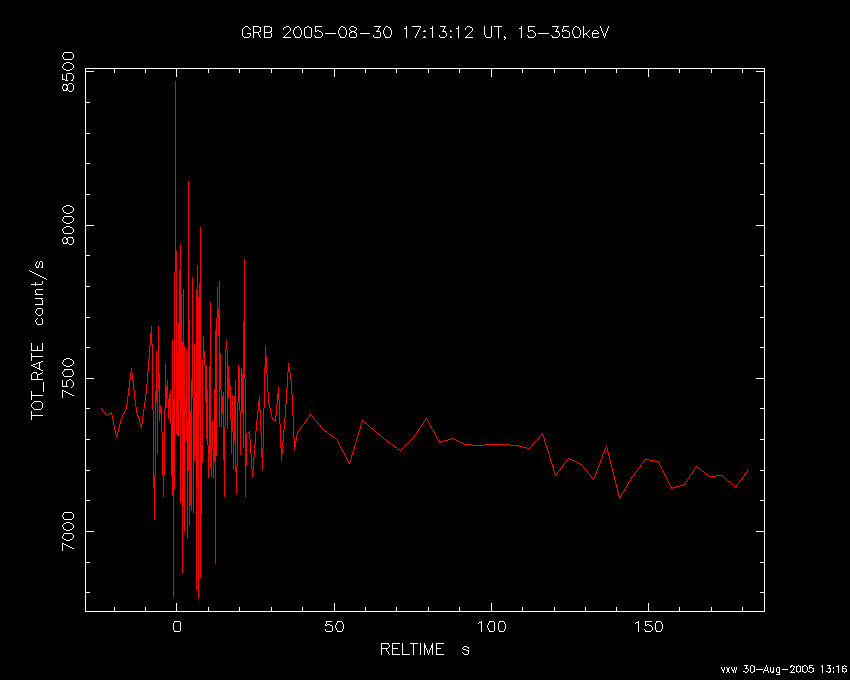 GRB 2005-08-30 17:13:12 UT, 15-350keV
8500
8000
7500
7000
TOT_RATE count/s
0 50 100 150
RELTIME s
vxw 30-Aug-2005 13:16